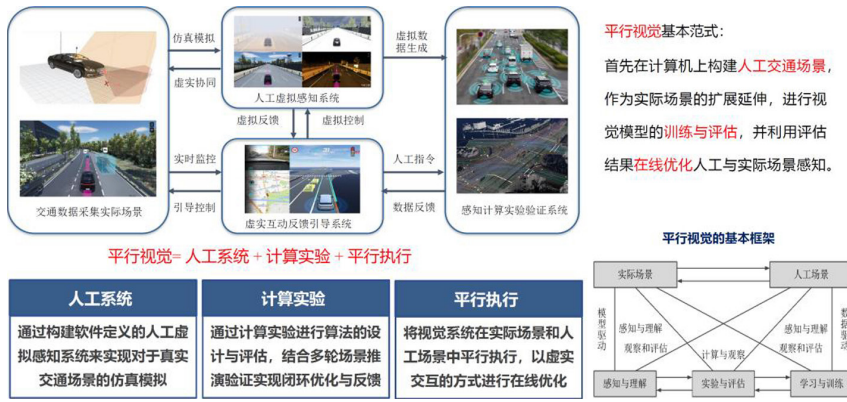 仿真模拟
虚实协同
人工虚拟感知系统
虚拟数
据生成
虚拟反馈
虚拟控制
实时监控
引导控制
交通数据采集实际场景
虚实互动反馈引导系统
人工指令
数据反馈
感知计算实验验证系统
平行视觉= 人工系统 + 计算实验 + 平行执行
人工系统
通过构建软件定义的人工虚
拟感知系统来实现对于真实
交通场景的仿真模拟
计算实验
通过计算实验进行算法的设
计与评估，结合多轮场景推
演验证实现闭环优化与反馈
平行执行
将视觉系统在实际场景和人
工场景中平行执行，以虚实
交互的方式进行在线优化
平行视觉基本范式：
首先在计算机上构建人工交通场景，
作为实际场景的扩展延伸，进行视
觉模型的训练与评估，并利用评估
结果在线优化人工与实际场景感知。
平行视觉的基本框架
实际场景
人工场景
模型驱动
感知与理解
观察和评估
计算与观察
感知与理解
观察和评估
数据驱动
感知与理解
实验与评估
学习与训练